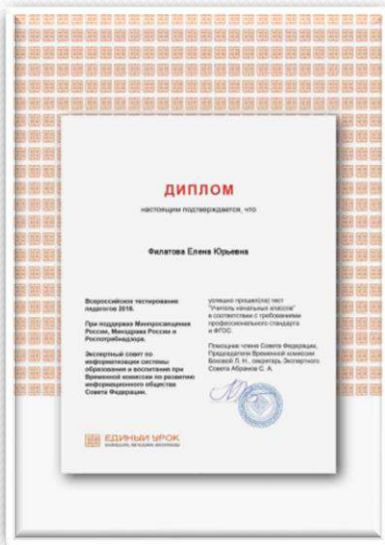 ДИПЛОМ
настоящим подтверждается, что
Филатова Елена Юрьевна
Всероссийское тестирование
педагогов 2018.
При поддержке Минпросвещения
России, Минздрава России и
Роспотребнадзора.
Экспертный совет по
информатизации системы
образования и воспитания при
Временной комиссии по развитию
информационного общества
Совета Федерации.
успешно прошел(ла) тест
"Учитель начальных классов"
в соответствии с требованиями
профессионального стандарта
и ФГОС.
Помощник члена Совета Федерации,
Председателя Временной комиссии
Боковой Л. Н., секретарь Экспертного
Совета Абрамов С. А.
ЕДИНЫЙ УРОК